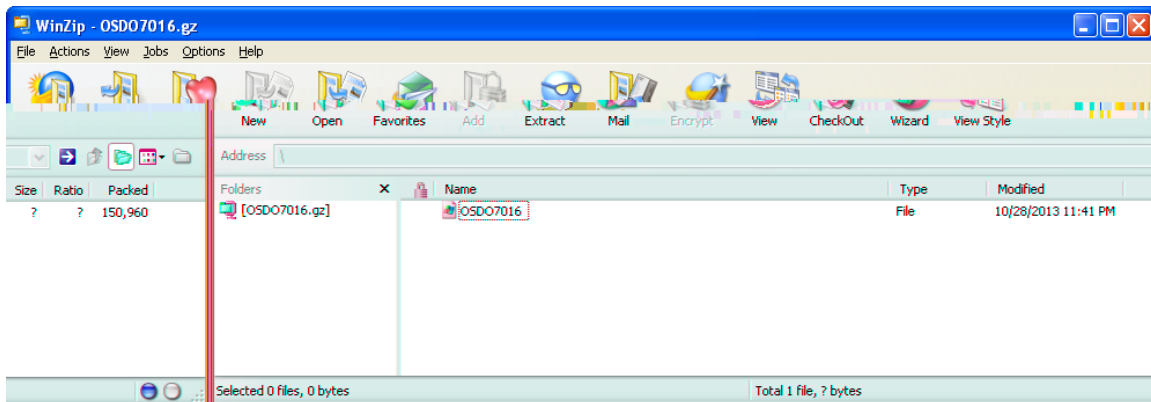 WinZip - OSDO7016.gz
File Actions View Jobs Options Help
New Open Favorites Add Extract Mail Encrypt View CheckOut Wizard View Style
Address \
Size Ratio Packed Folders x Name Type Modified
? ? 150,960 [OSDO7016.gz] OSDO7016 File 10/28/2013 11:41 PM
Selected 0 files, 0 bytes Total 1 file, ? bytes